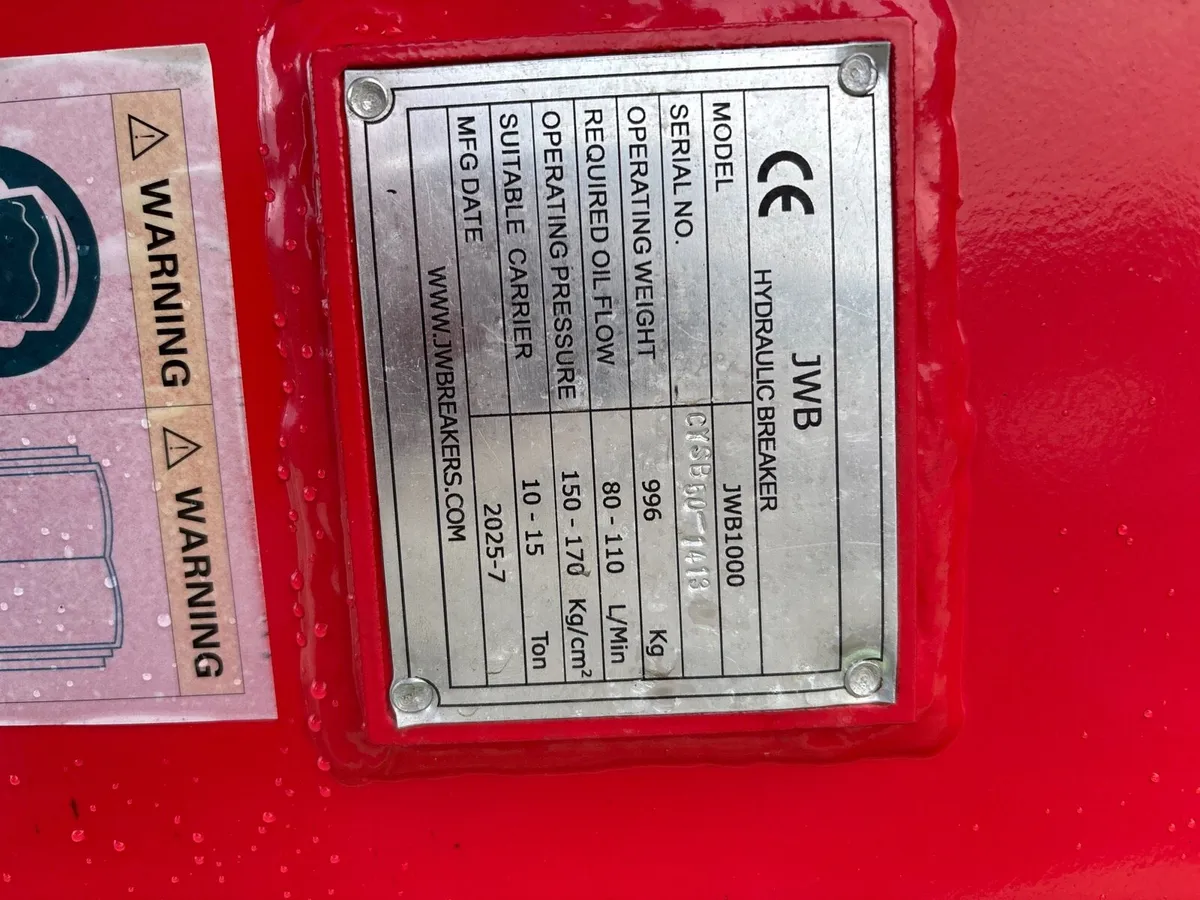 CE
JWB
HYDRAULIC BREAKER
MODEL JWB1000
SERIAL NO. CYSB50-1413
OPERATING WEIGHT 996 Kg
REQUIRED OIL FLOW 80 - 110 L/Min
OPERATING PRESSURE 150 - 170 Kg/cm²
SUITABLE CARRIER 10 - 15 Ton
MFG DATE 2025-7
WWW.JWBREAKERS.COM
WARNING
WARNING